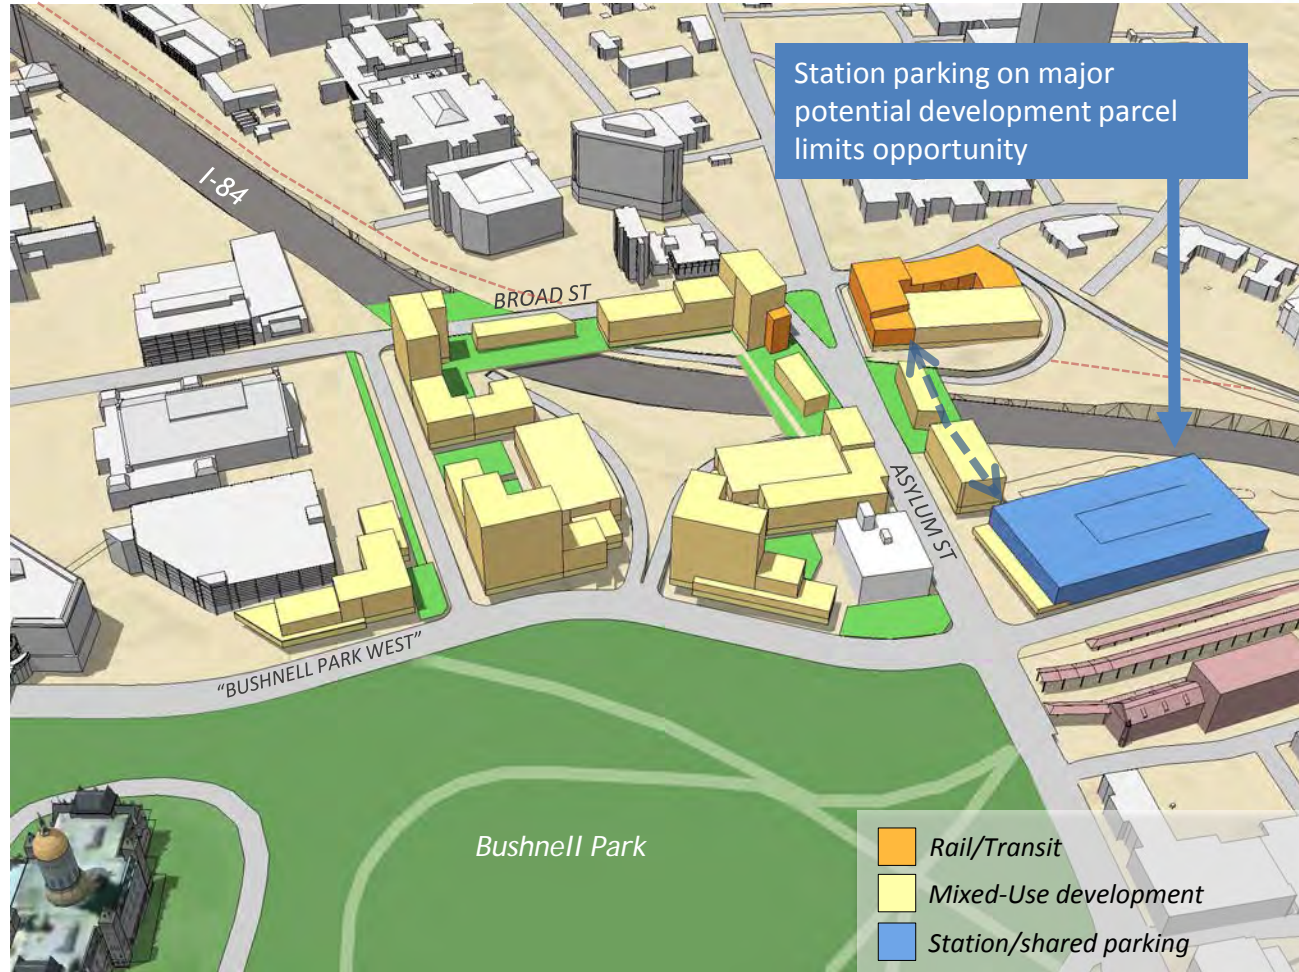 Station parking on major
potential development parcel
limits opportunity
I-84
BROAD ST
ASYLUM ST
"BUSHNELL PARK WEST"
Bushnell Park
Rail/Transit
Mixed-Use development
Station/shared parking